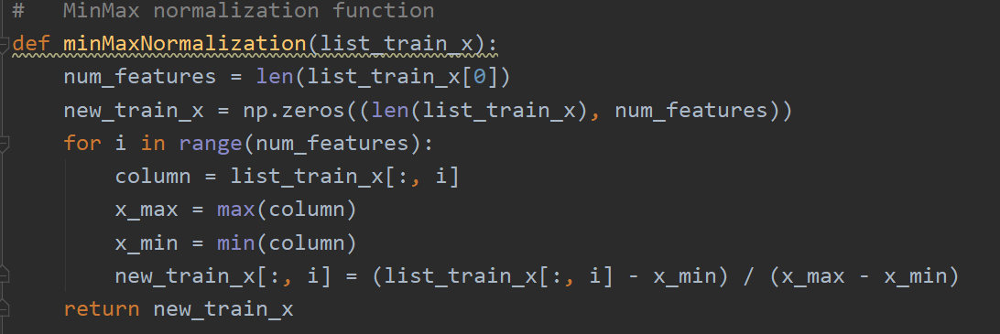 #   MinMax normalization function
def minMaxNormalization(list_train_x):
    num_features = len(list_train_x[0])
    new_train_x = np.zeros((len(list_train_x), num_features))
    for i in range(num_features):
        column = list_train_x[:, i]
        x_max = max(column)
        x_min = min(column)
        new_train_x[:, i] = (list_train_x[:, i] - x_min) / (x_max - x_min)
    return new_train_x